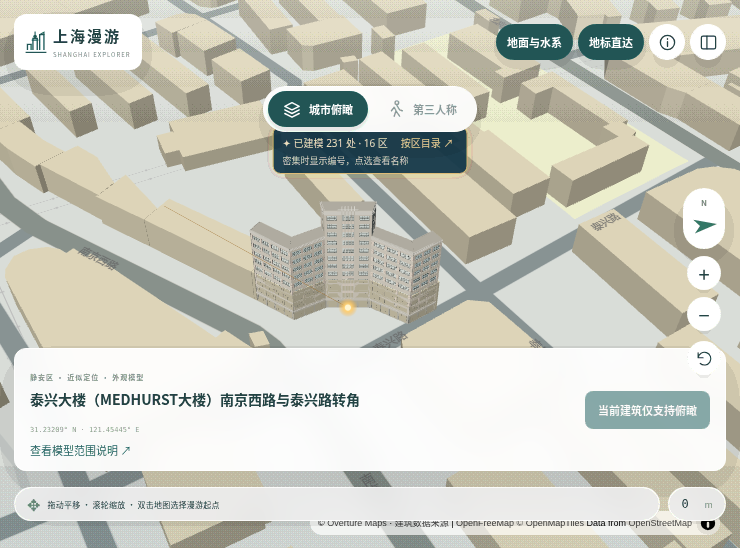 上海漫游
SHANGHAI EXPLORER
地面与水系
地标直达
城市俯瞰
第三人称
✦ 已建模 231 处 · 16 区 按区目录 ↗
密集时显示编号，点选查看名称
N
泰兴路
南京西路
+
−
静安区 · 近似定位 · 外观模型
泰兴大楼（MEDHURST大楼）南京西路与泰兴路转角
31.23209° N · 121.45445° E
查看模型范围说明 ↗
当前建筑仅支持俯瞰
拖动平移 · 滚轮缩放 · 双击地图选择漫游起点
0 m
© Overture Maps · 建筑数据来源 | OpenFreeMap © OpenMapTiles Data from OpenStreetMap